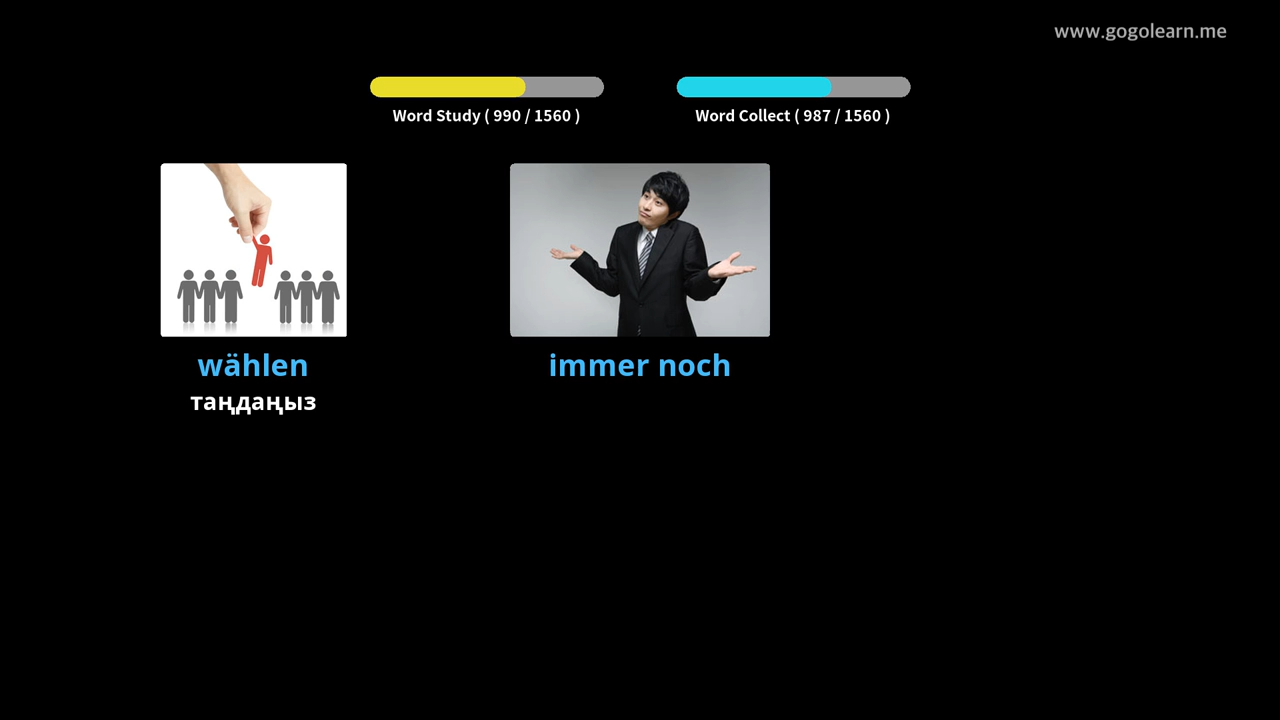 www.gogolearn.me
Word Study ( 990 / 1560 )
Word Collect ( 987 / 1560 )
wählen
таңдаңыз
immer noch